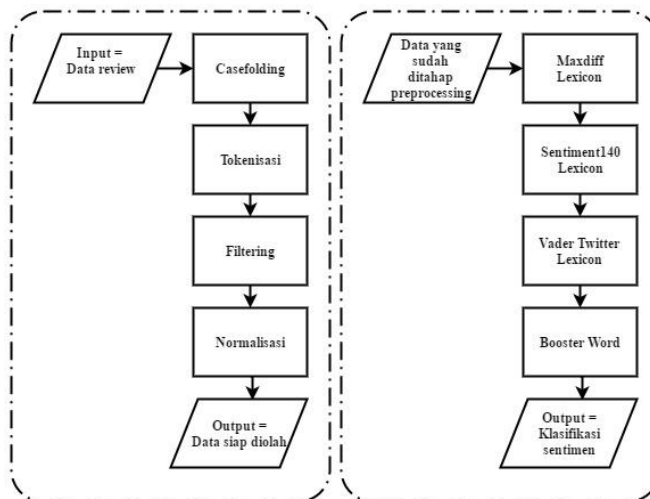 Input =
Data review
Casefolding
Tokenisasi
Filtering
Normalisasi
Output =
Data siap diolah
Data yang
sudah
ditahap
preprocessing
Maxdiff
Lexicon
Sentiment140
Lexicon
Vader Twitter
Lexicon
Booster Word
Output =
Klasifikasi
sentimen